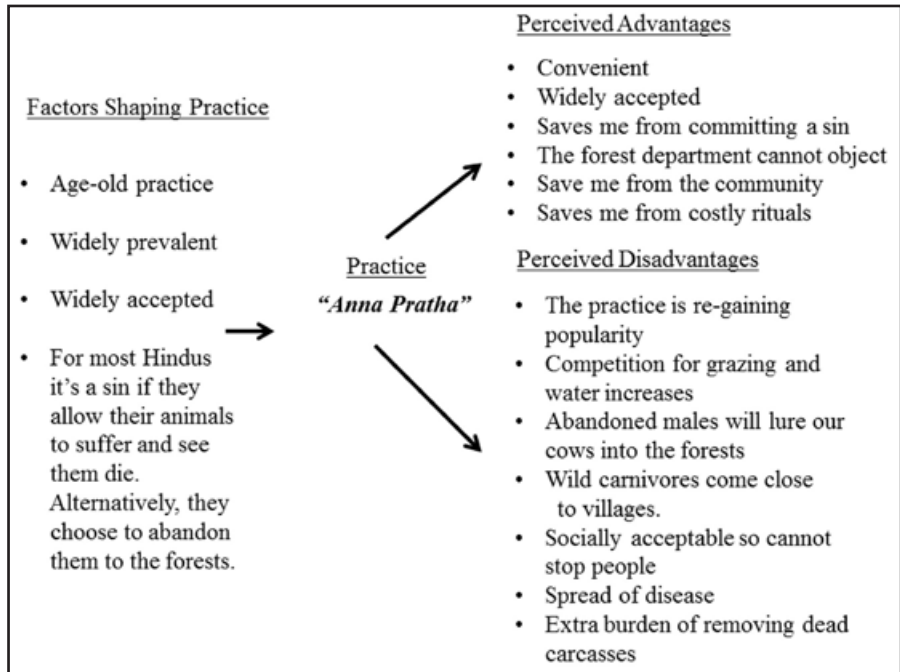 Factors Shaping Practice
• Age-old practice
• Widely prevalent
• Widely accepted
• For most Hindus
it's a sin if they
allow their animals
to suffer and see
them die.
Alternatively, they
choose to abandon
them to the forests.
Practice
“Anna Pratha”
Perceived Advantages
• Convenient
• Widely accepted
• Saves me from committing a sin
• The forest department cannot object
• Save me from the community
• Saves me from costly rituals
Perceived Disadvantages
• The practice is re-gaining
popularity
• Competition for grazing and
water increases
• Abandoned males will lure our
cows into the forests
• Wild carnivores come close
to villages.
• Socially acceptable so cannot
stop people
• Spread of disease
• Extra burden of removing dead
carcasses